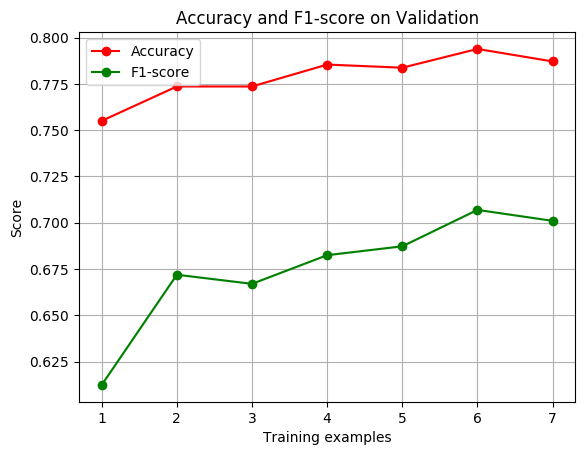 Accuracy and F1-score on Validation
Accuracy
F1-score
0.800
0.775
0.750
0.725
0.700
0.675
0.650
0.625
Score
1 2 3 4 5 6 7
Training examples